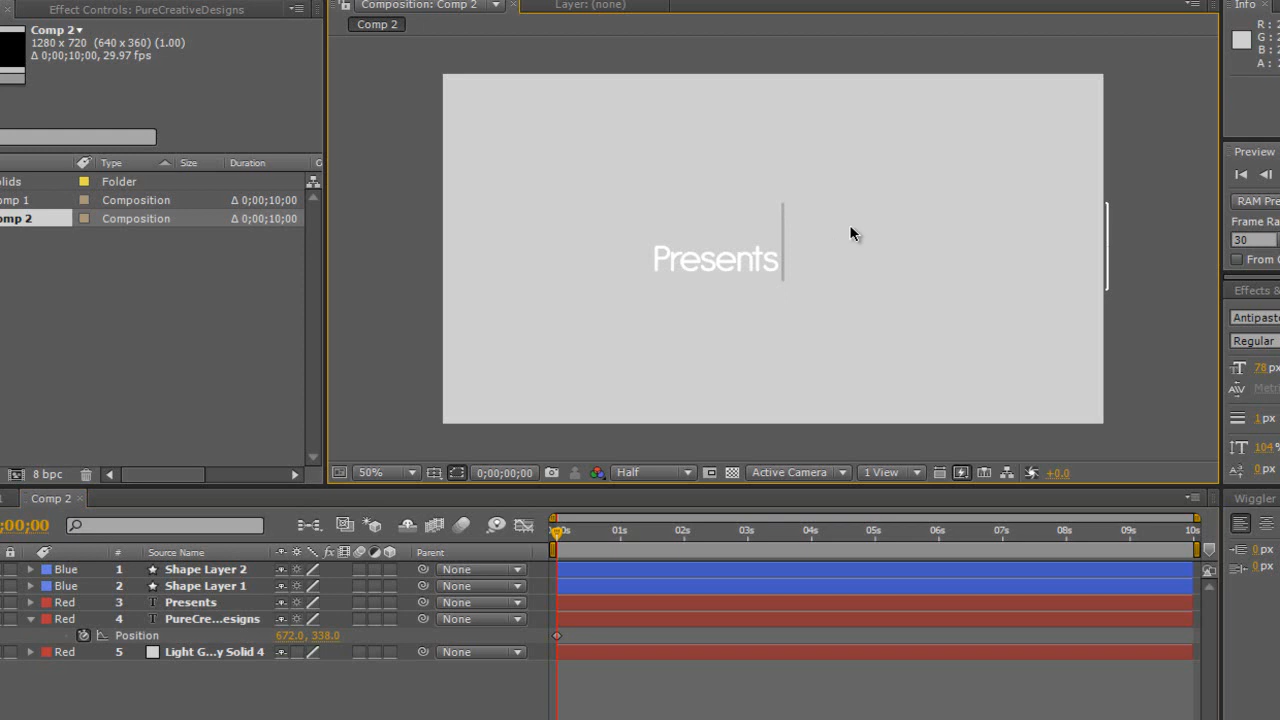 Effect Controls: PureCreativeDesigns
Composition: Comp 2
Layer: (none)
Info
Comp 2
1280 x 720 (640 x 360) (1.00)
Δ 0;00;10;00, 29.97 fps
Comp 2
R :
G :
B :
A :
Type Size Duration
olids Folder
omp 1 Composition Δ 0;00;10;00
omp 2 Composition Δ 0;00;10;00
Presents
Preview
RAM Pre
Frame Ra
30
From
Effects &
Antipaste
Regular
78 px
Metri
1 px
104 %
0 px
8 bpc
50% 0;00;00;00 Half Active Camera 1 View +0.0
Comp 2
Wiggler
;00;00
00s 01s 02s 03s 04s 05s 06s 07s 08s 09s 10s
0 px
0 px
# Source Name fx Parent
Blue 1 Shape Layer 2 None
Blue 2 Shape Layer 1 None
Red 3 T Presents None
Red 4 T PureCre...esigns None
Position 672.0, 338.0
Red 5 Light G...y Solid 4 None